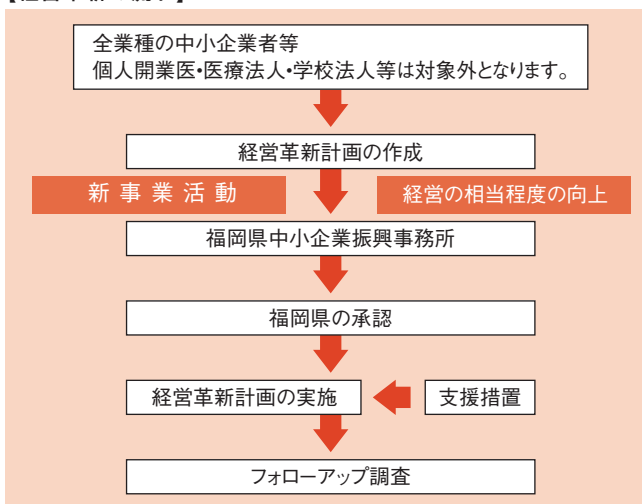 全業種の中小企業者等
個人開業医・医療法人・学校法人等は対象外となります。
経営革新計画の作成
新事業活動
経営の相当程度の向上
福岡県中小企業振興事務所
福岡県の承認
経営革新計画の実施
支援措置
フォローアップ調査